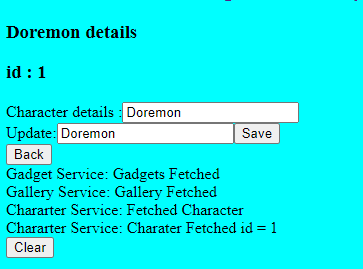 Doremon details
id : 1
Character details :Doremon
Update:Doremon Save
Back
Gadget Service: Gadgets Fetched
Gallery Service: Gallery Fetched
Chararter Service: Fetched Character
Chararter Service: Charater Fetched id = 1
Clear